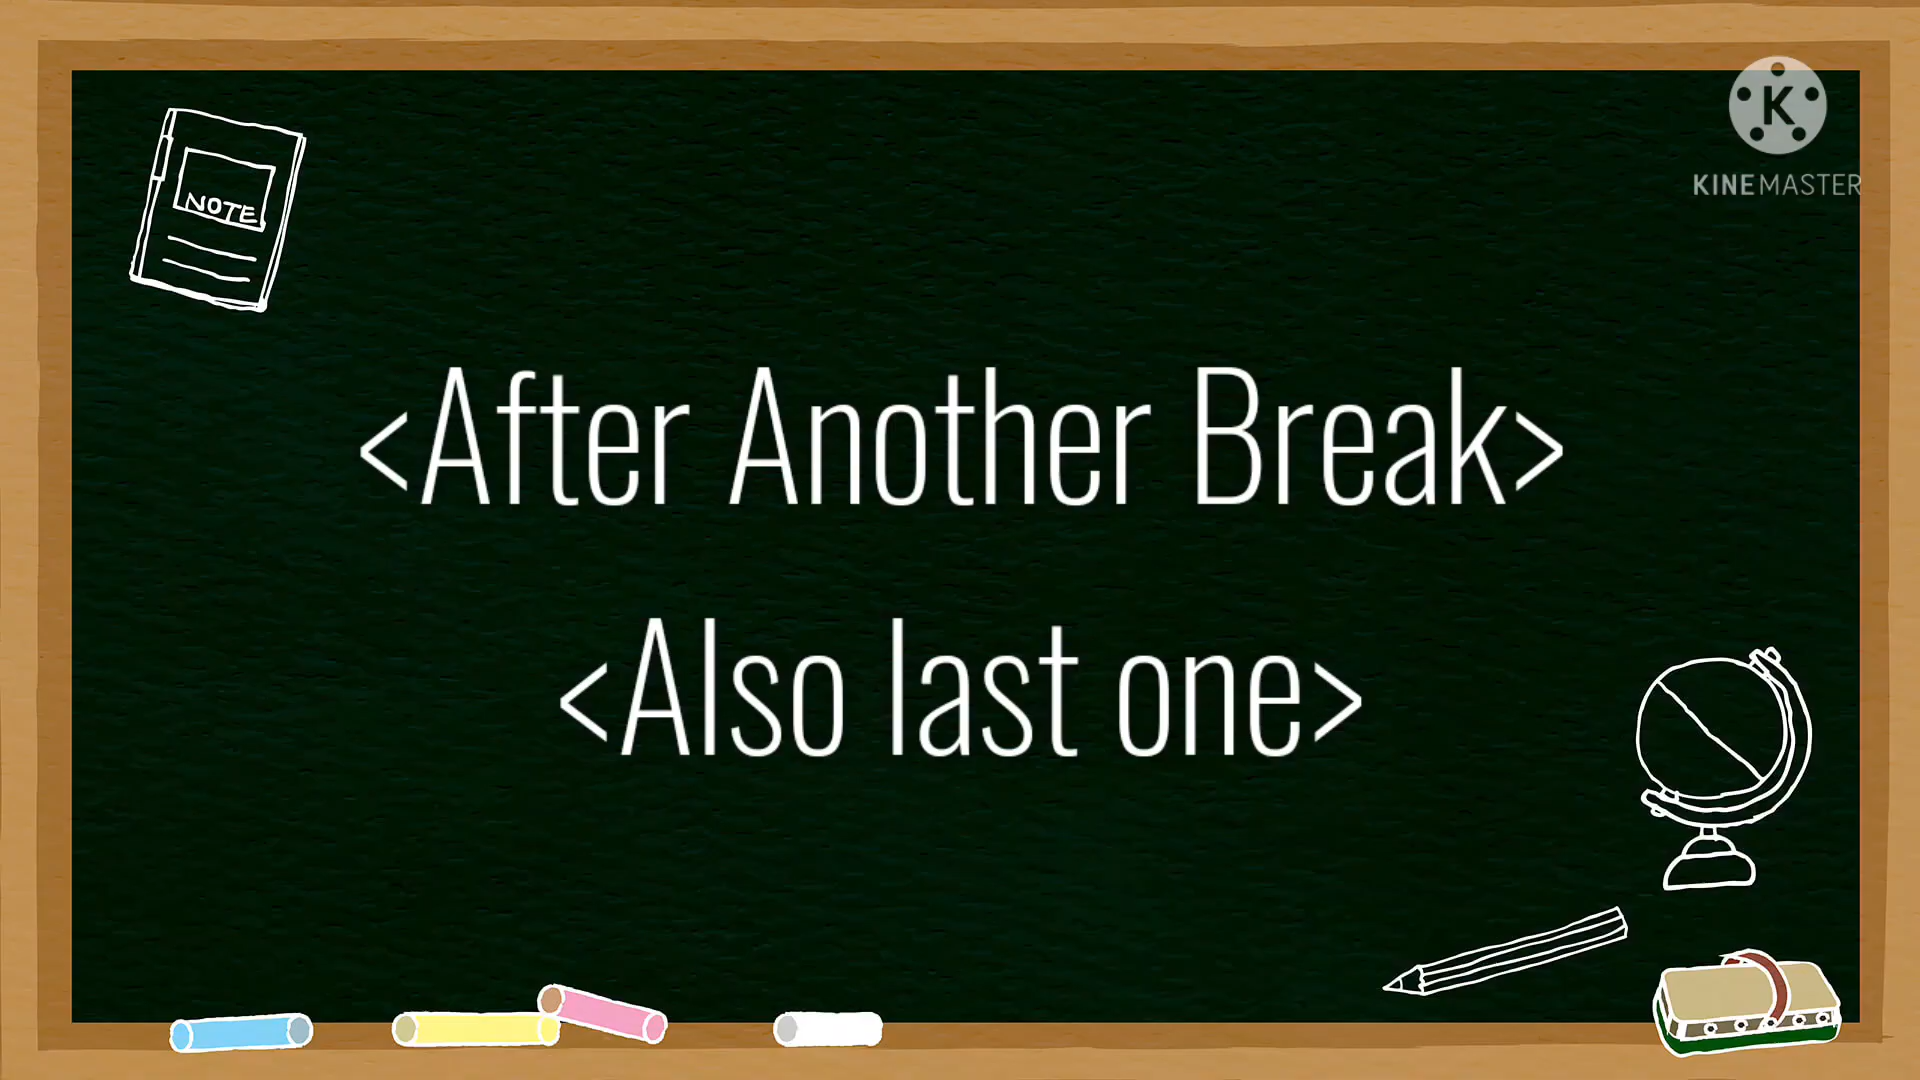 NOTE
K
KINEMASTER
<After Another Break>
<Also last one>